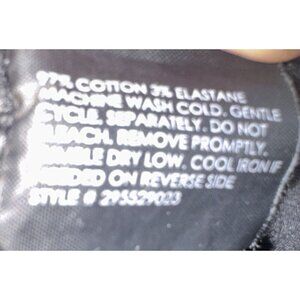 97% COTTON 3% ELASTANE
MACHINE WASH COLD, GENTLE
CYCLE, SEPARATELY. DO NOT
BLEACH. REMOVE PROMPTLY.
TUMBLE DRY LOW, COOL IRON IF
NEEDED ON REVERSE SIDE
STYLE #